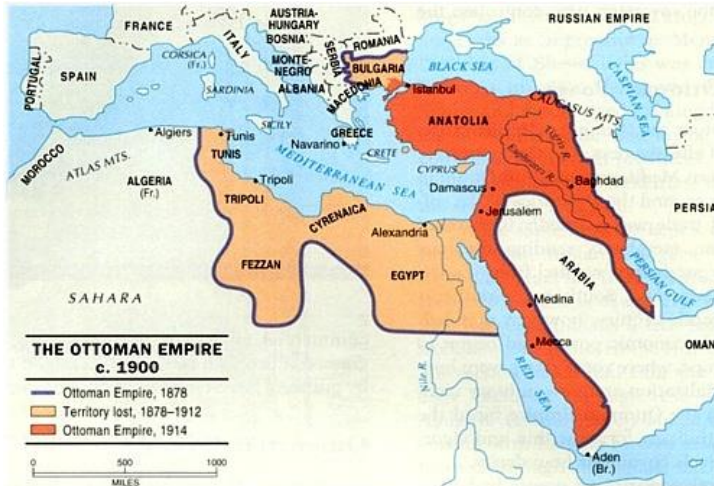 FRANCE
AUSTRIA-
HUNGARY
BOSNIA
RUSSIAN EMPIRE
ITALY
ROMANIA
SERBIA
MONTE-
NEGRO
BULGARIA
CORSICA
(Fr.)
PORTUGAL
SPAIN
ALBANIA
MACEDONIA
BLACK SEA
CASPIAN SEA
Istanbul
CAUCASUS MTS.
SARDINIA
ANATOLIA
SICILY
GREECE
Navarino
CRETE
CYPRUS
Tigris R.
Euphrates R.
Algiers
Tunis
TUNIS
MEDITERRANEAN SEA
MOROCCO
ATLAS MTS.
ALGERIA
(Fr.)
Tripoli
TRIPOLI
CYRENAICA
Damascus
Baghdad
Jerusalem
PERSIA
Alexandria
FEZZAN
EGYPT
ARABIA
PERSIAN GULF
SAHARA
Medina
Mecca
OMAN
RED SEA
Nile R.
Aden
(Br.)
THE OTTOMAN EMPIRE
c. 1900
Ottoman Empire, 1878
Territory lost, 1878–1912
Ottoman Empire, 1914
0 500 1000
MILES